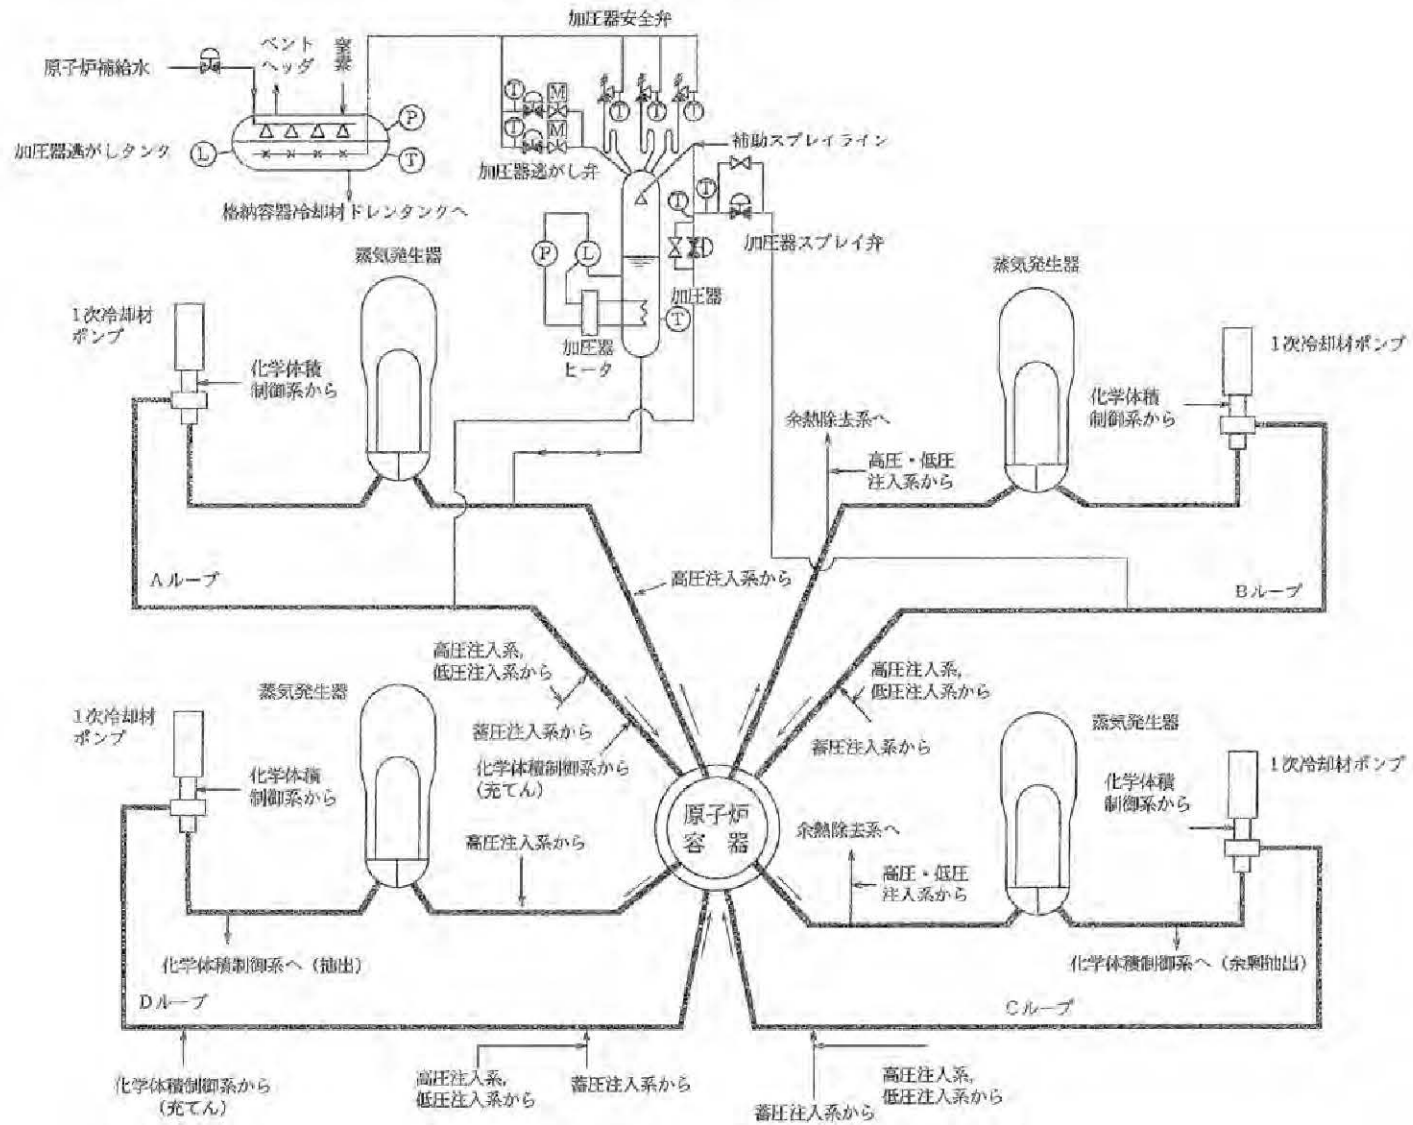 加圧器安全弁
ベント
ヘッダ
窒素
原子炉補給水
P
T
M
T
M
T
T
T
加圧器逃がしタンク
L
T
加圧器逃がし弁
補助スプレイライン
格納容器冷却材ドレンタンクへ
T
T
加圧器スプレイ弁
P
L
加圧器
T
加圧器
ヒータ
蒸気発生器
1次冷却材
ポンプ
化学体積
制御系から
蒸気発生器
1次冷却材ポンプ
化学体積
制御系から
余熱除去系へ
高圧・低圧
注入系から
Aループ
高圧注入系から
Bループ
高圧注入系,
低圧注入系から
高圧注入系,
低圧注入系から
蓄圧注入系から
蓄圧注入系から
化学体積制御系から
(充てん)
蒸気発生器
1次冷却材
ポンプ
化学体積
制御系から
高圧注入系から
原子炉
容器
余熱除去系へ
高圧・低圧
注入系から
蒸気発生器
1次冷却材ポンプ
化学体積
制御系から
化学体積制御系へ(抽出)
化学体積制御系へ(余剰抽出)
Dループ
Cループ
化学体積制御系から
(充てん)
高圧注入系,
低圧注入系から
蓄圧注入系から
蓄圧注入系から
高圧注入系,
低圧注入系から